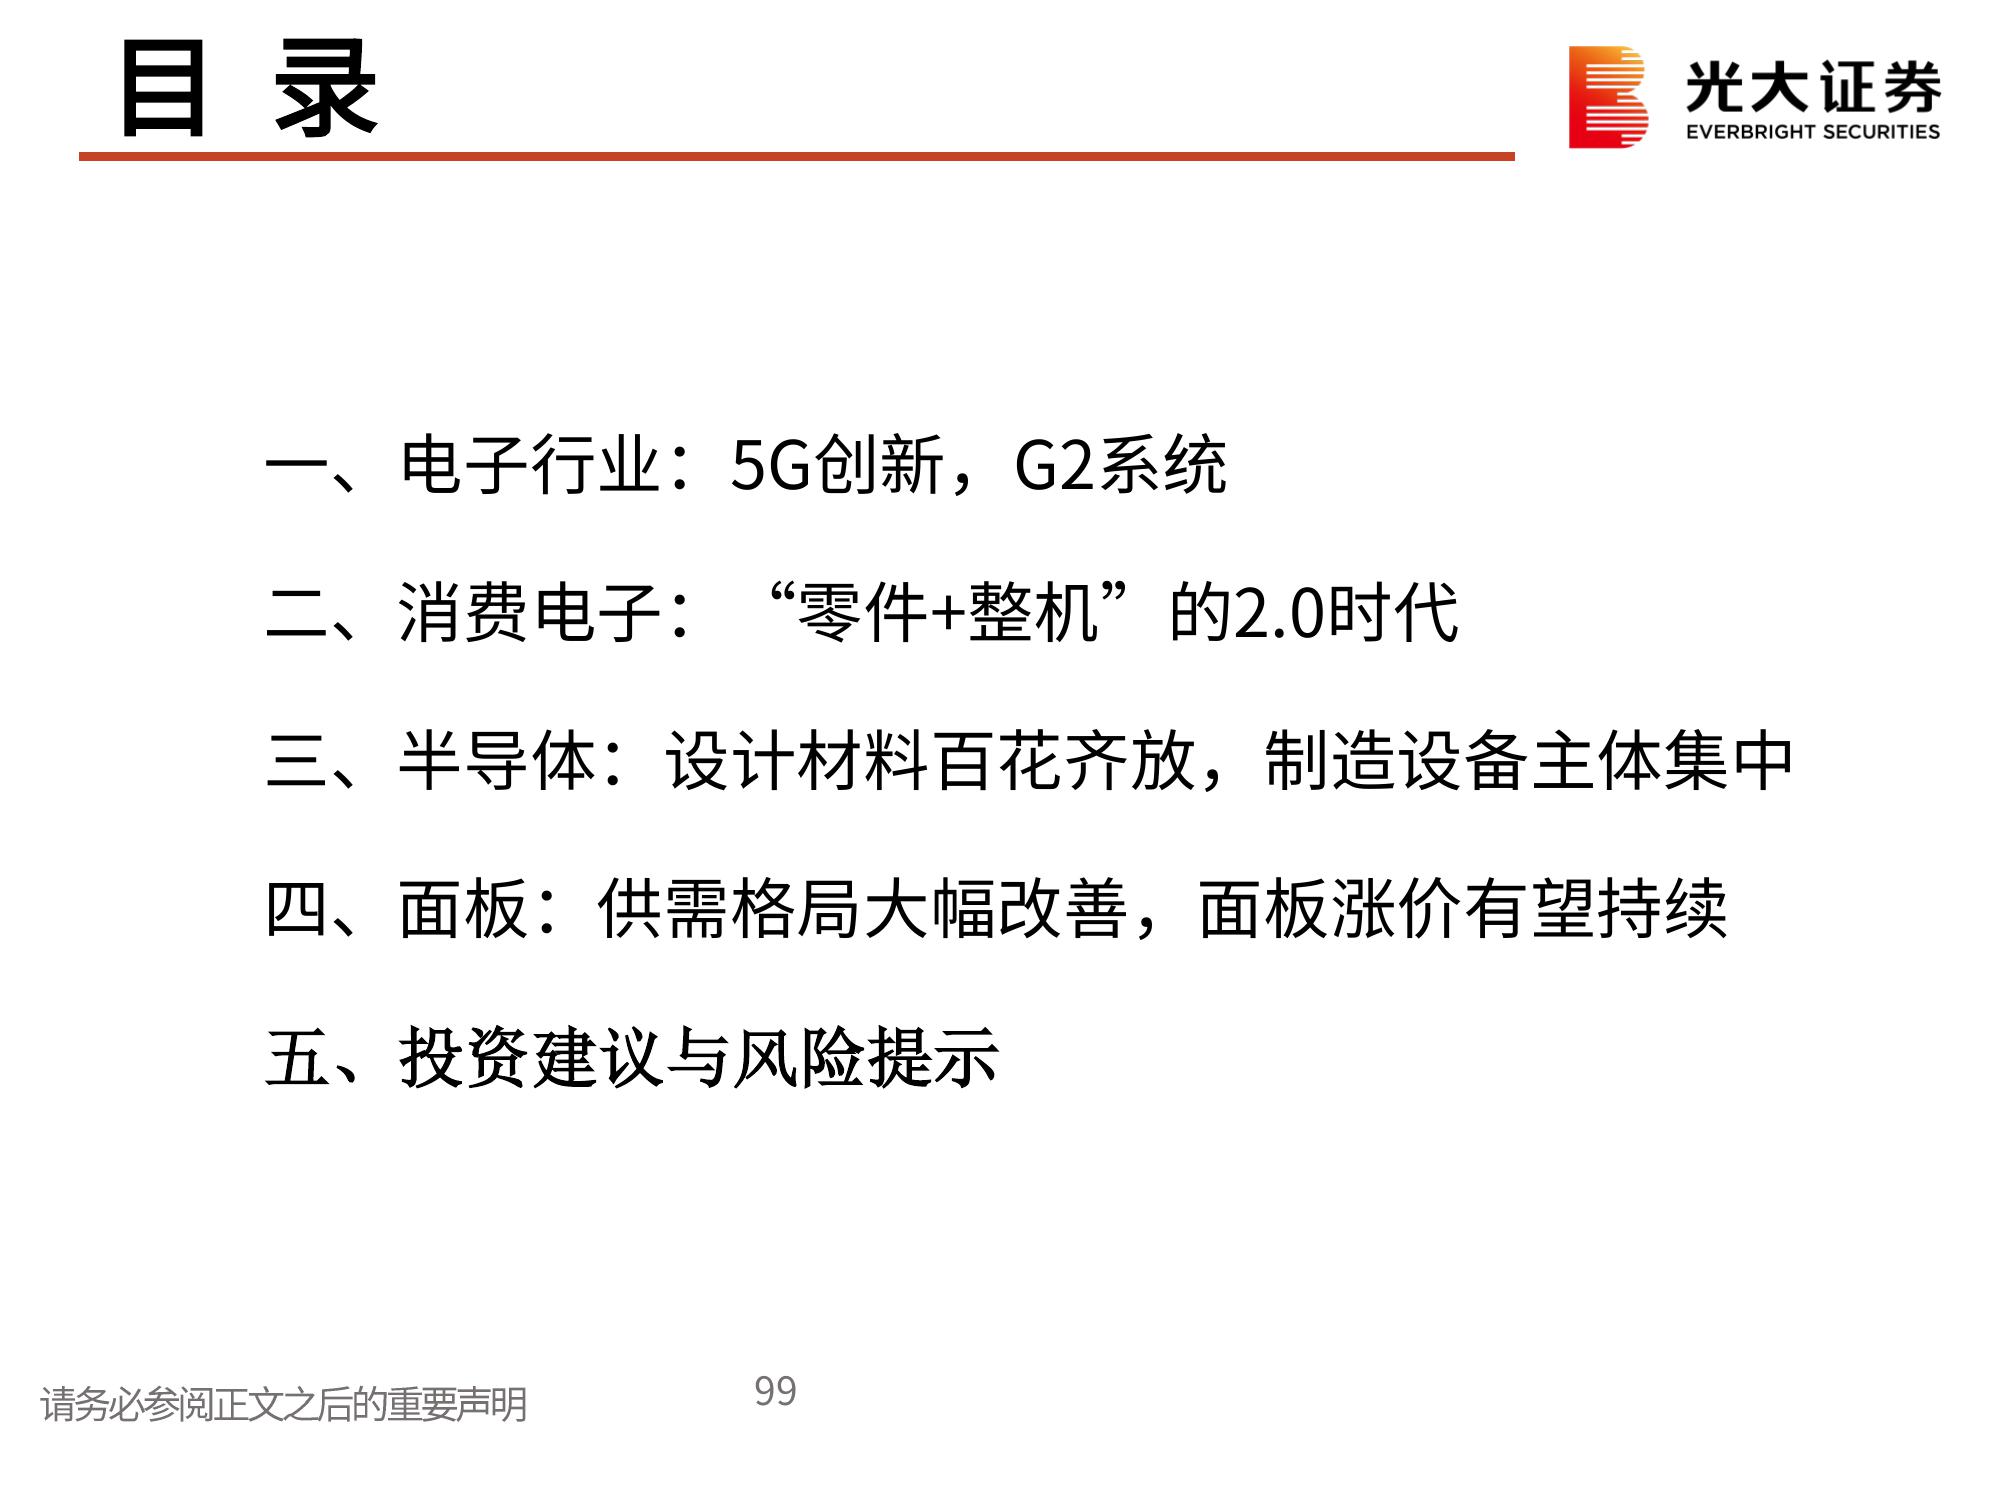 目 录
光大证券
EVERBRIGHT SECURITIES
一、电子行业：5G创新，G2系统
二、消费电子：“零件+整机”的2.0时代
三、半导体：设计材料百花齐放，制造设备主体集中
四、面板：供需格局大幅改善，面板涨价有望持续
五、投资建议与风险提示
请务必参阅正文之后的重要声明
99